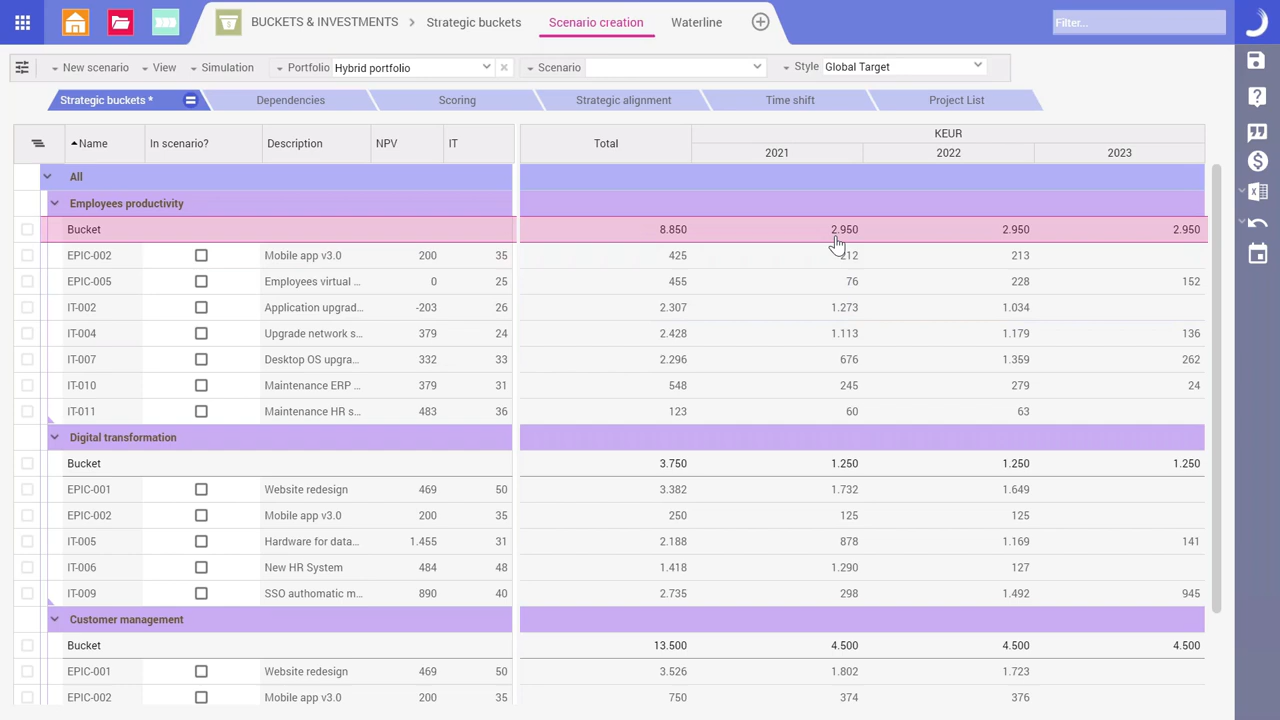 BUCKETS & INVESTMENTS Strategic buckets Scenario creation Waterline Filter...
New scenario View Simulation Portfolio Hybrid portfolio Scenario Style Global Target
Strategic buckets * Dependencies Scoring Strategic alignment Time shift Project List
Name In scenario? Description NPV IT Total KEUR
2021 2022 2023
All
Employees productivity
Bucket 8.850 2.950 2.950 2.950
EPIC-002 Mobile app v3.0 200 35 425 212 213
EPIC-005 Employees virtual ... 0 25 455 76 228 152
IT-002 Application upgrad... -203 26 2.307 1.273 1.034
IT-004 Upgrade network s... 379 24 2.428 1.113 1.179 136
IT-007 Desktop OS upgra... 332 33 2.296 676 1.359 262
IT-010 Maintenance ERP ... 379 31 548 245 279 24
IT-011 Maintenance HR s... 483 36 123 60 63
Digital transformation
Bucket 3.750 1.250 1.250 1.250
EPIC-001 Website redesign 469 50 3.382 1.732 1.649
EPIC-002 Mobile app v3.0 200 35 250 125 125
IT-005 Hardware for data... 1.455 31 2.188 878 1.169 141
IT-006 New HR System 484 48 1.418 1.290 127
IT-009 SSO authomatic m... 890 40 2.735 298 1.492 945
Customer management
Bucket 13.500 4.500 4.500 4.500
EPIC-001 Website redesign 469 50 3.526 1.802 1.723
EPIC-002 Mobile app v3.0 200 35 750 374 376